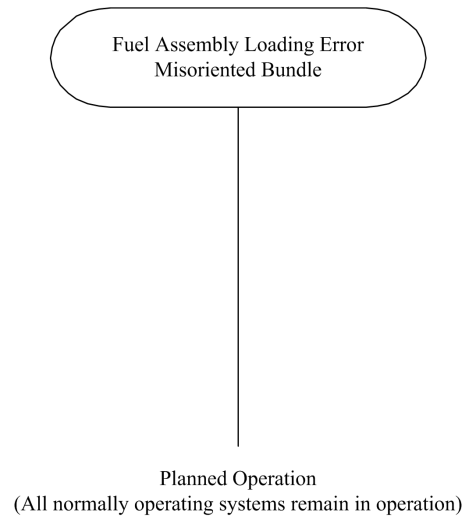 Fuel Assembly Loading Error
Misoriented Bundle
Planned Operation
(All normally operating systems remain in operation)